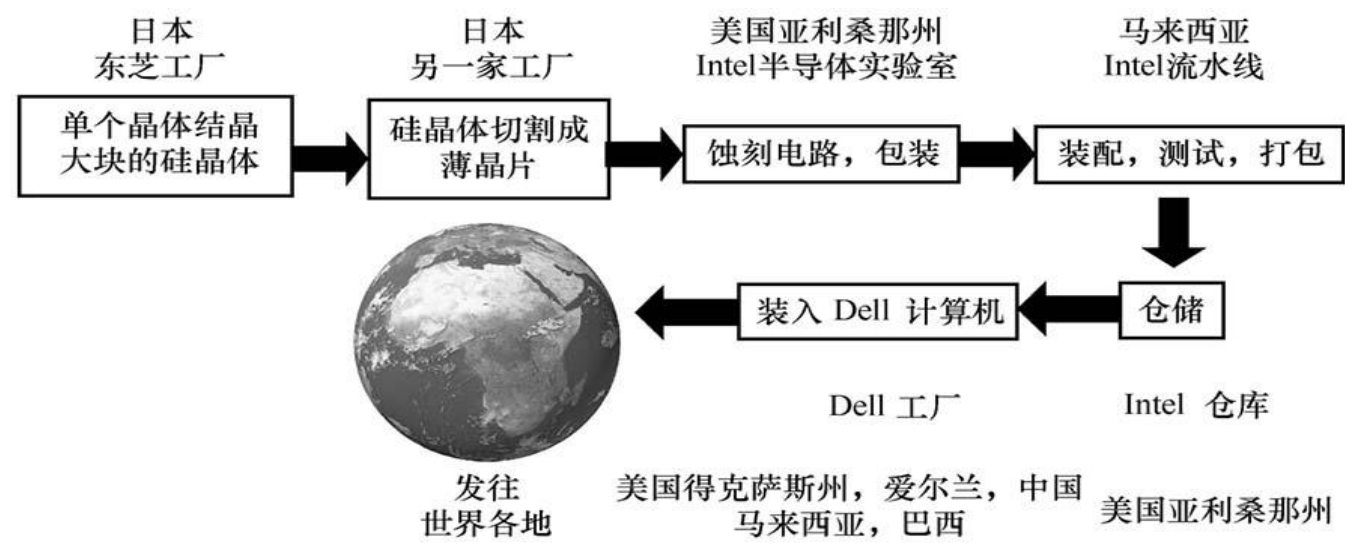 日本
东芝工厂
单个晶体结晶
大块的硅晶体
日本
另一家工厂
硅晶体切割成
薄晶片
美国亚利桑那州
Intel半导体实验室
蚀刻电路，包装
马来西亚
Intel流水线
装配，测试，打包
仓储
Intel 仓库
美国亚利桑那州
装入 Dell 计算机
Dell 工厂
美国得克萨斯州，爱尔兰，中国
马来西亚，巴西
发往
世界各地